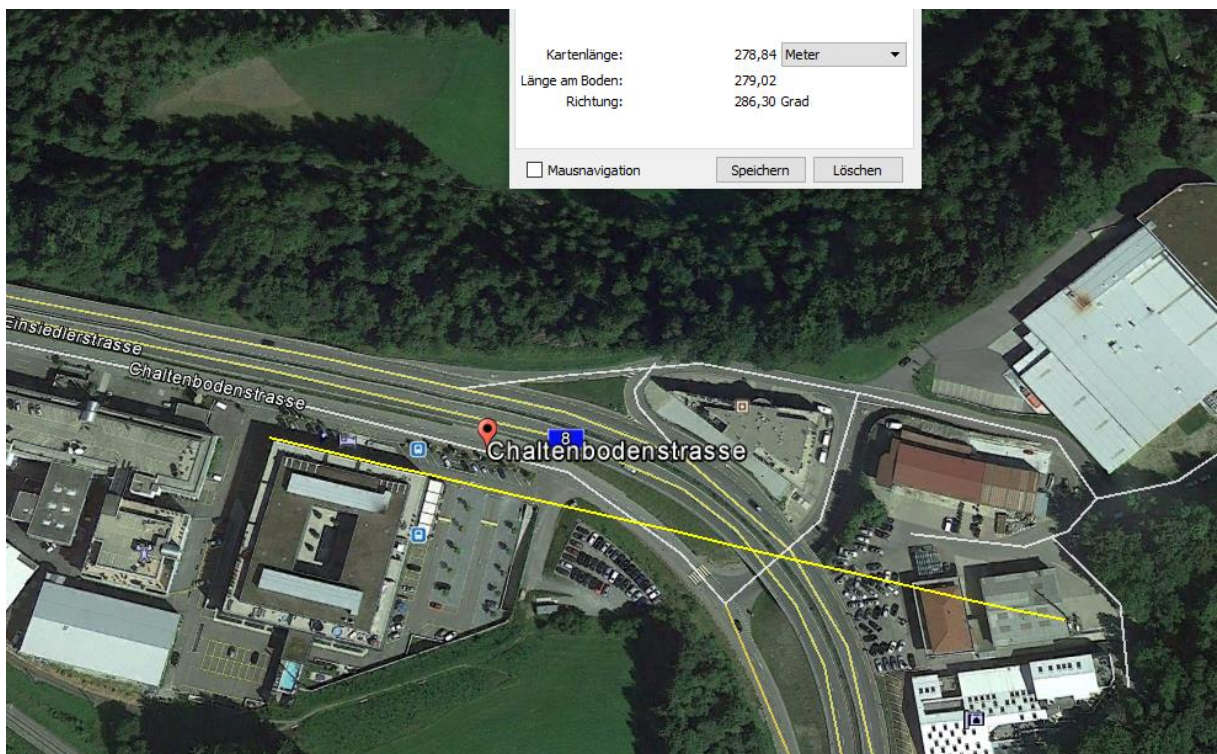 Kartenlänge: 278,84 Meter
Länge am Boden: 279,02
Richtung: 286,30 Grad
Mausnavigation Speichern Löschen
Einsiedlerstrasse
Chaltenbodenstrasse
8
Chaltenbodenstrasse